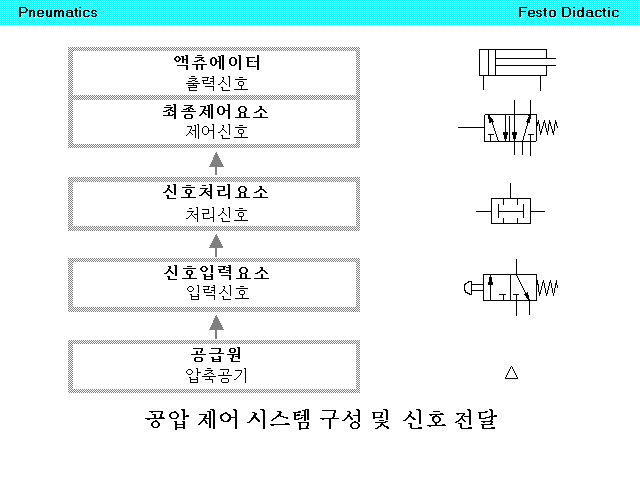 Pneumatics
Festo Didactic
액츄에이터
출력신호
최종제어요소
제어신호
신호처리요소
처리신호
신호입력요소
입력신호
공급원
압축공기
공압 제어 시스템 구성 및 신호 전달